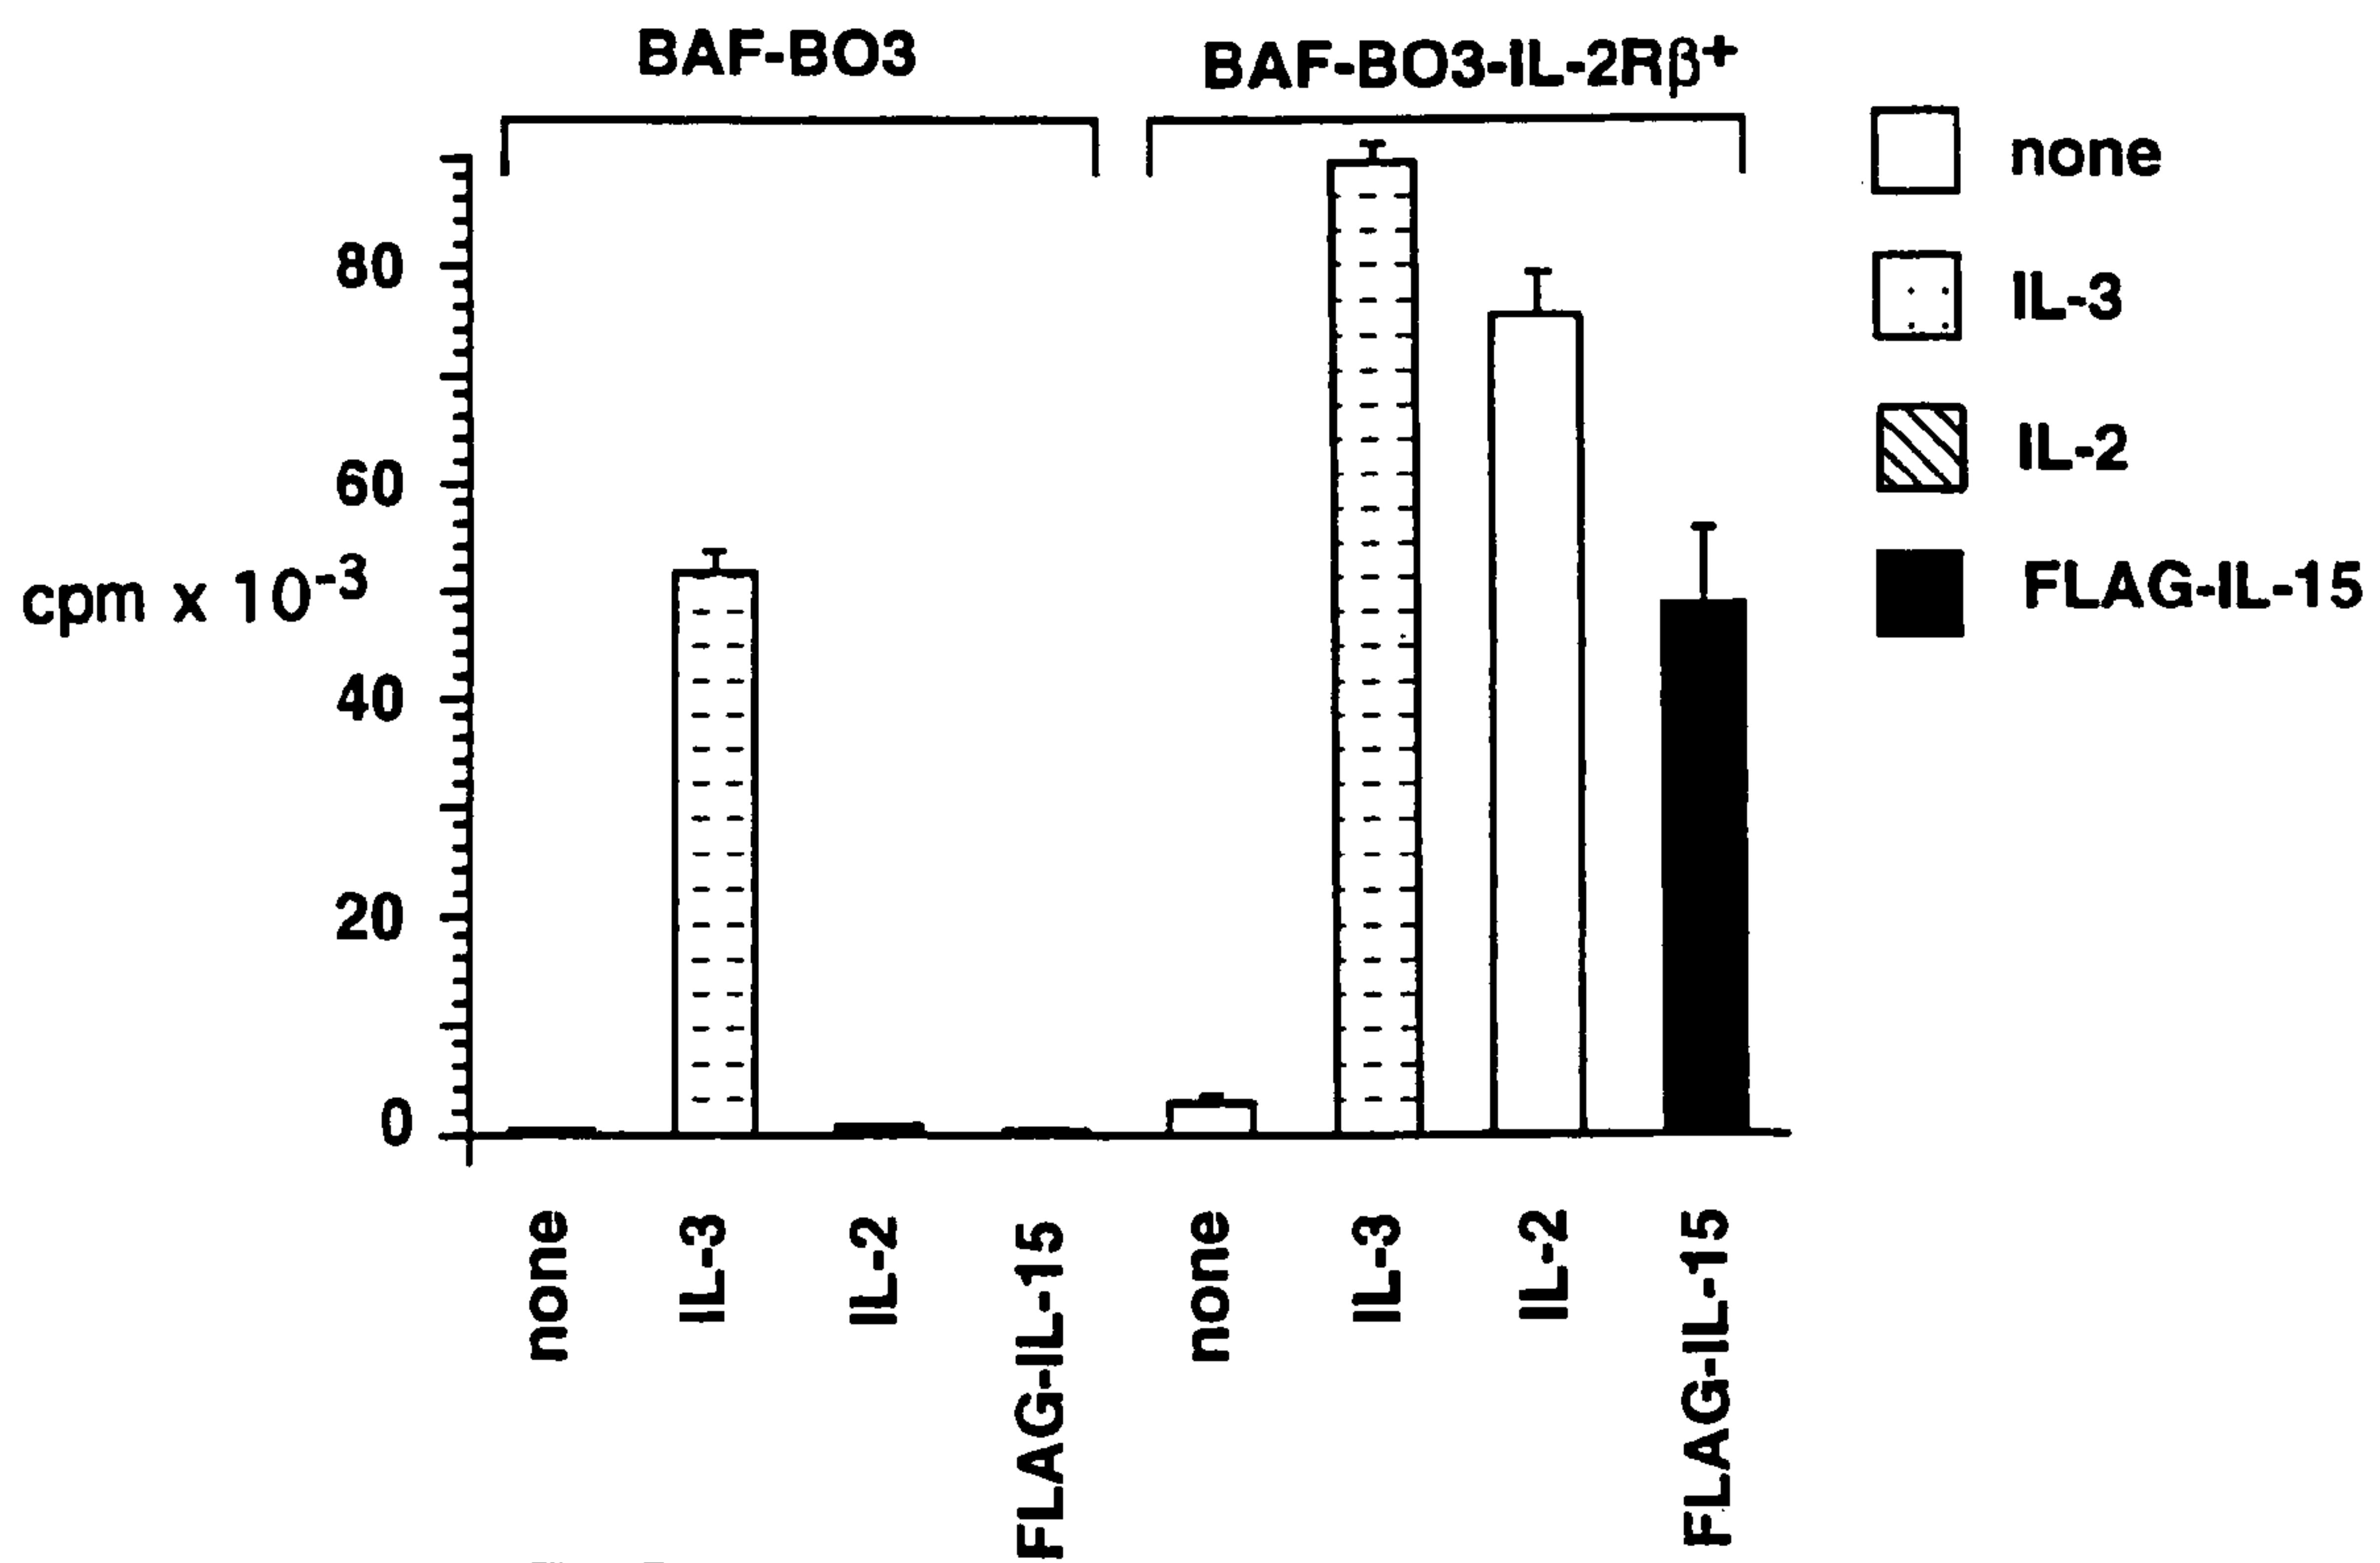 BAF-BO3
BAF-BO3-IL-2Rβ+
none
IL-3
IL-2
FLAG-IL-15
80
60
cpm x 10-3
40
20
0
none
IL-3
IL-2
FLAG-IL-15
none
IL-3
IL-2
FLAG-IL-15